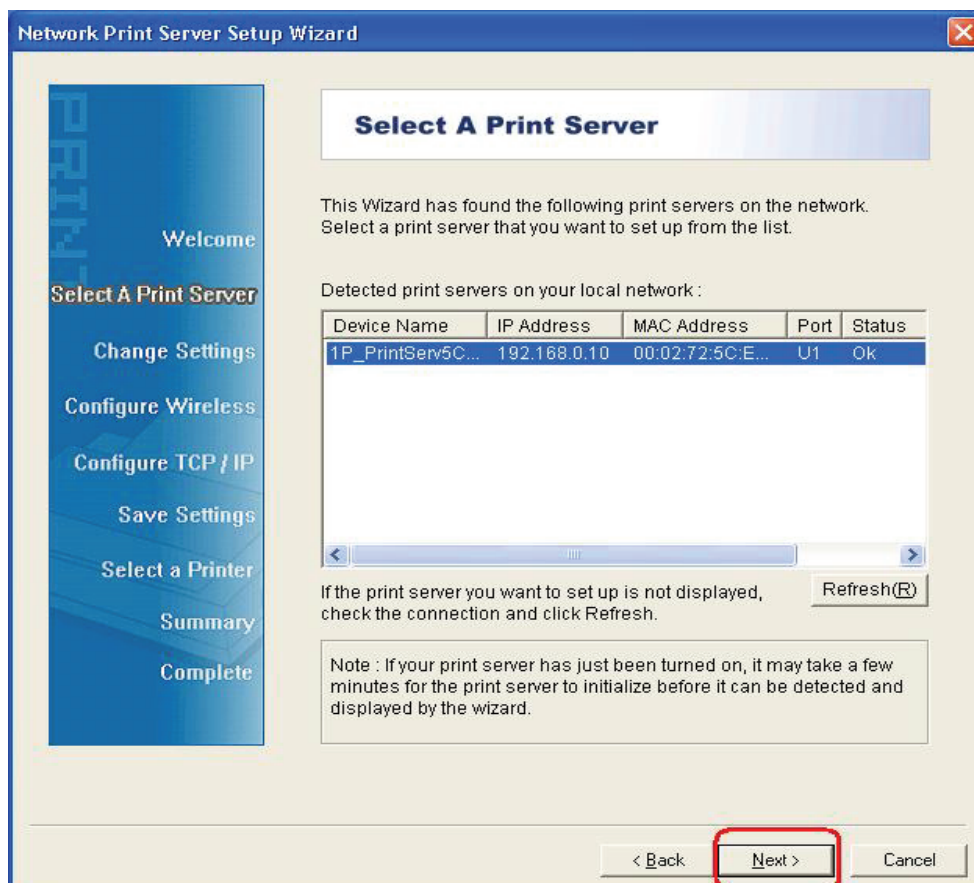 Network Print Server Setup Wizard
PRINT
Welcome
Select A Print Server
Change Settings
Configure Wireless
Configure TCP / IP
Save Settings
Select a Printer
Summary
Complete
Select A Print Server
This Wizard has found the following print servers on the network.
Select a print server that you want to set up from the list.
Detected print servers on your local network :
Device Name IP Address MAC Address Port Status
1P_PrintServ5C... 192.168.0.10 00:02:72:5C:E... U1 Ok
If the print server you want to set up is not displayed,
check the connection and click Refresh.
Refresh(R)
Note : If your print server has just been turned on, it may take a few
minutes for the print server to initialize before it can be detected and
displayed by the wizard.
< Back Next > Cancel